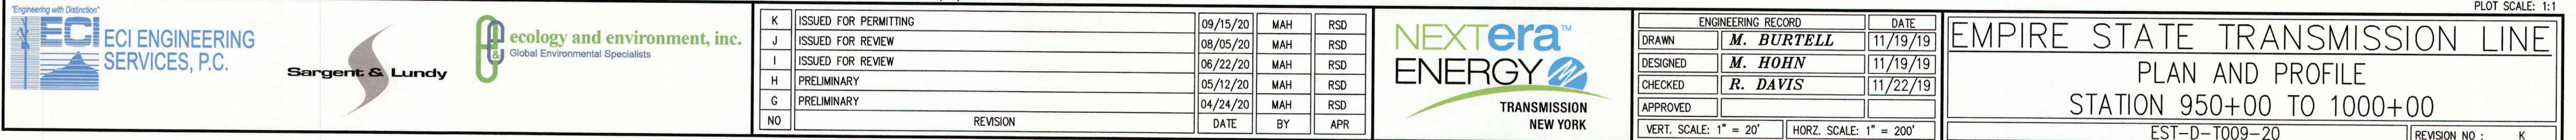 PLOT SCALE: 1:1
"Engineering with Distinction"
ECI ECI ENGINEERING
SERVICES, P.C.
Sargent & Lundy
ecology and environment, inc.
Global Environmental Specialists
K ISSUED FOR PERMITTING 09/15/20 MAH RSD
J ISSUED FOR REVIEW 08/05/20 MAH RSD
I ISSUED FOR REVIEW 06/22/20 MAH RSD
H PRELIMINARY 05/12/20 MAH RSD
G PRELIMINARY 04/24/20 MAH RSD
NO REVISION DATE BY APR
NEXTera™
ENERGY
TRANSMISSION
NEW YORK
ENGINEERING RECORD DATE
DRAWN M. BURTELL 11/19/19
DESIGNED M. HOHN 11/19/19
CHECKED R. DAVIS 11/22/19
APPROVED
VERT. SCALE: 1" = 20' HORZ. SCALE: 1" = 200'
EMPIRE STATE TRANSMISSION LINE
PLAN AND PROFILE
STATION 950+00 TO 1000+00
EST-D-T009-20 REVISION NO : K